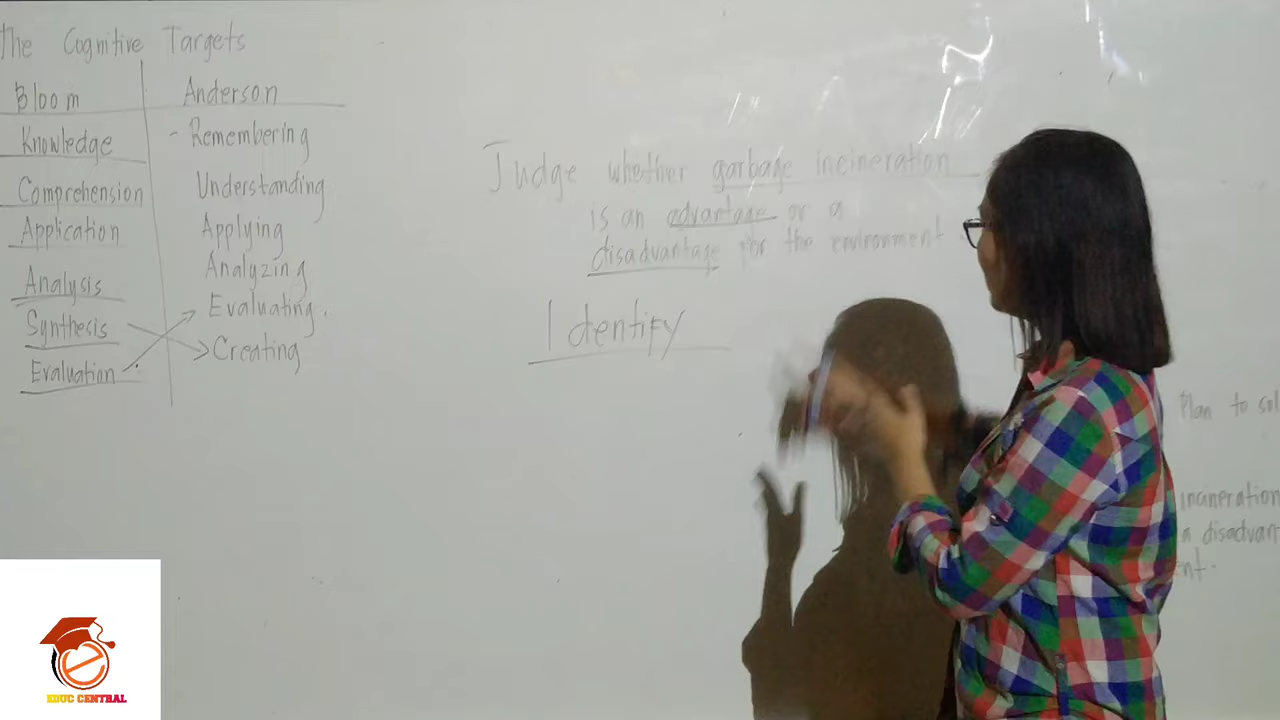 The Cognitive Targets
Bloom Anderson
Knowledge - Remembering
Comprehension Understanding
Application Applying
Analysis Analyzing
Synthesis Evaluating.
Evaluation Creating
Judge whether garbage incineration
is an advantage or a
disadvantage for the environment
Identify
Plan to sol
incineration
a disadvan
ent.
EDUC CENTRAL